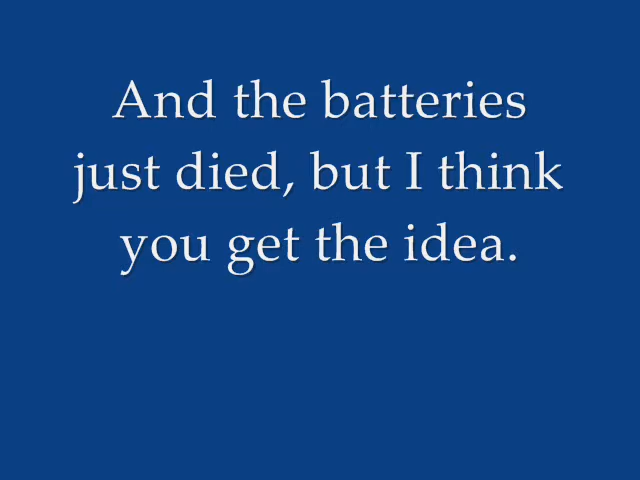 And the batteries
just died, but I think
you get the idea.